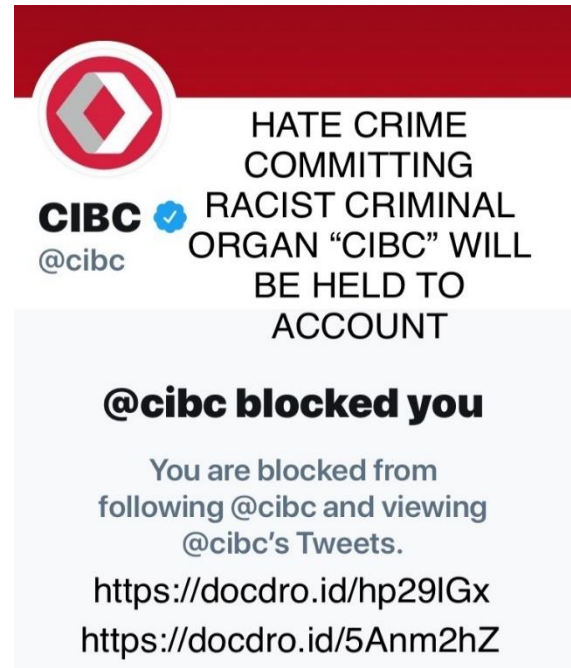 HATE CRIME
COMMITTING
RACIST CRIMINAL
ORGAN “CIBC” WILL
BE HELD TO
ACCOUNT
CIBC
@cibc
@cibc blocked you
You are blocked from
following @cibc and viewing
@cibc's Tweets.
https://docdro.id/hp29lGx
https://docdro.id/5Anm2hZ